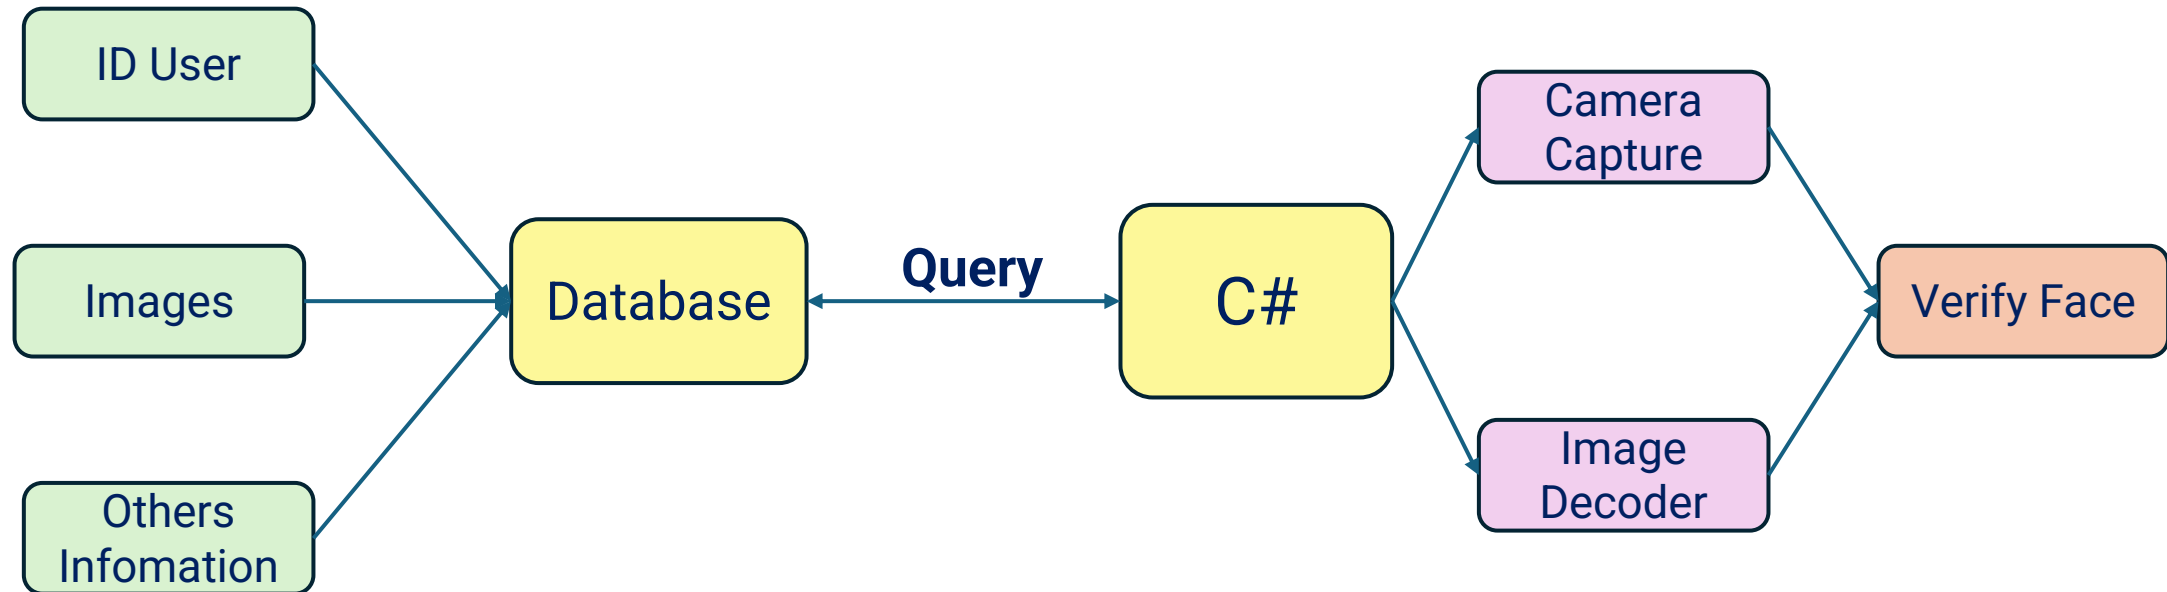 ID User
Images
Others
Infomation
Database
Query
C#
Camera
Capture
Image
Decoder
Verify Face